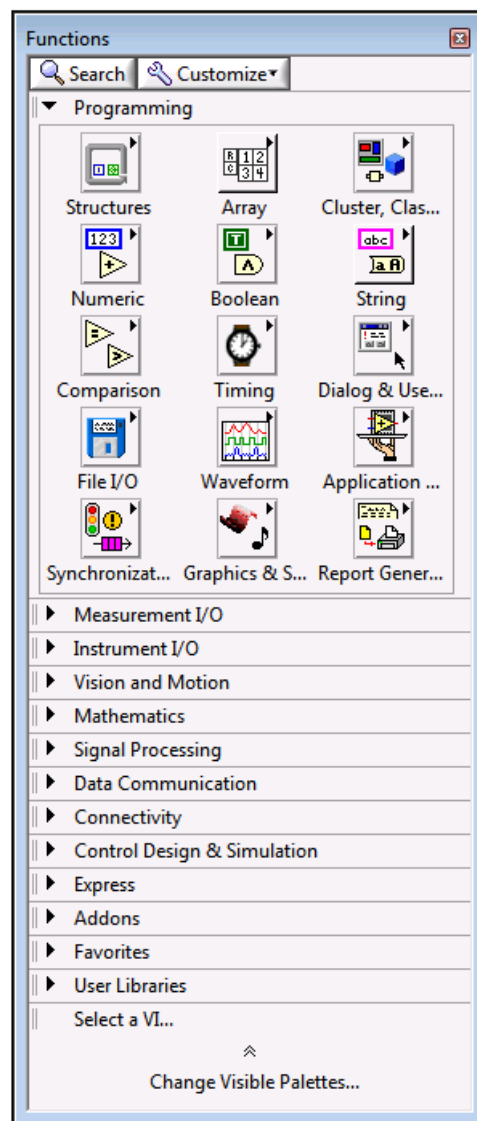 Functions
Search Customize
Programming
Structures Array Cluster, Clas...
Numeric Boolean String
Comparison Timing Dialog & Use...
File I/O Waveform Application ...
Synchronizat... Graphics & S... Report Gener...
Measurement I/O
Instrument I/O
Vision and Motion
Mathematics
Signal Processing
Data Communication
Connectivity
Control Design & Simulation
Express
Addons
Favorites
User Libraries
Select a VI...
Change Visible Palettes...